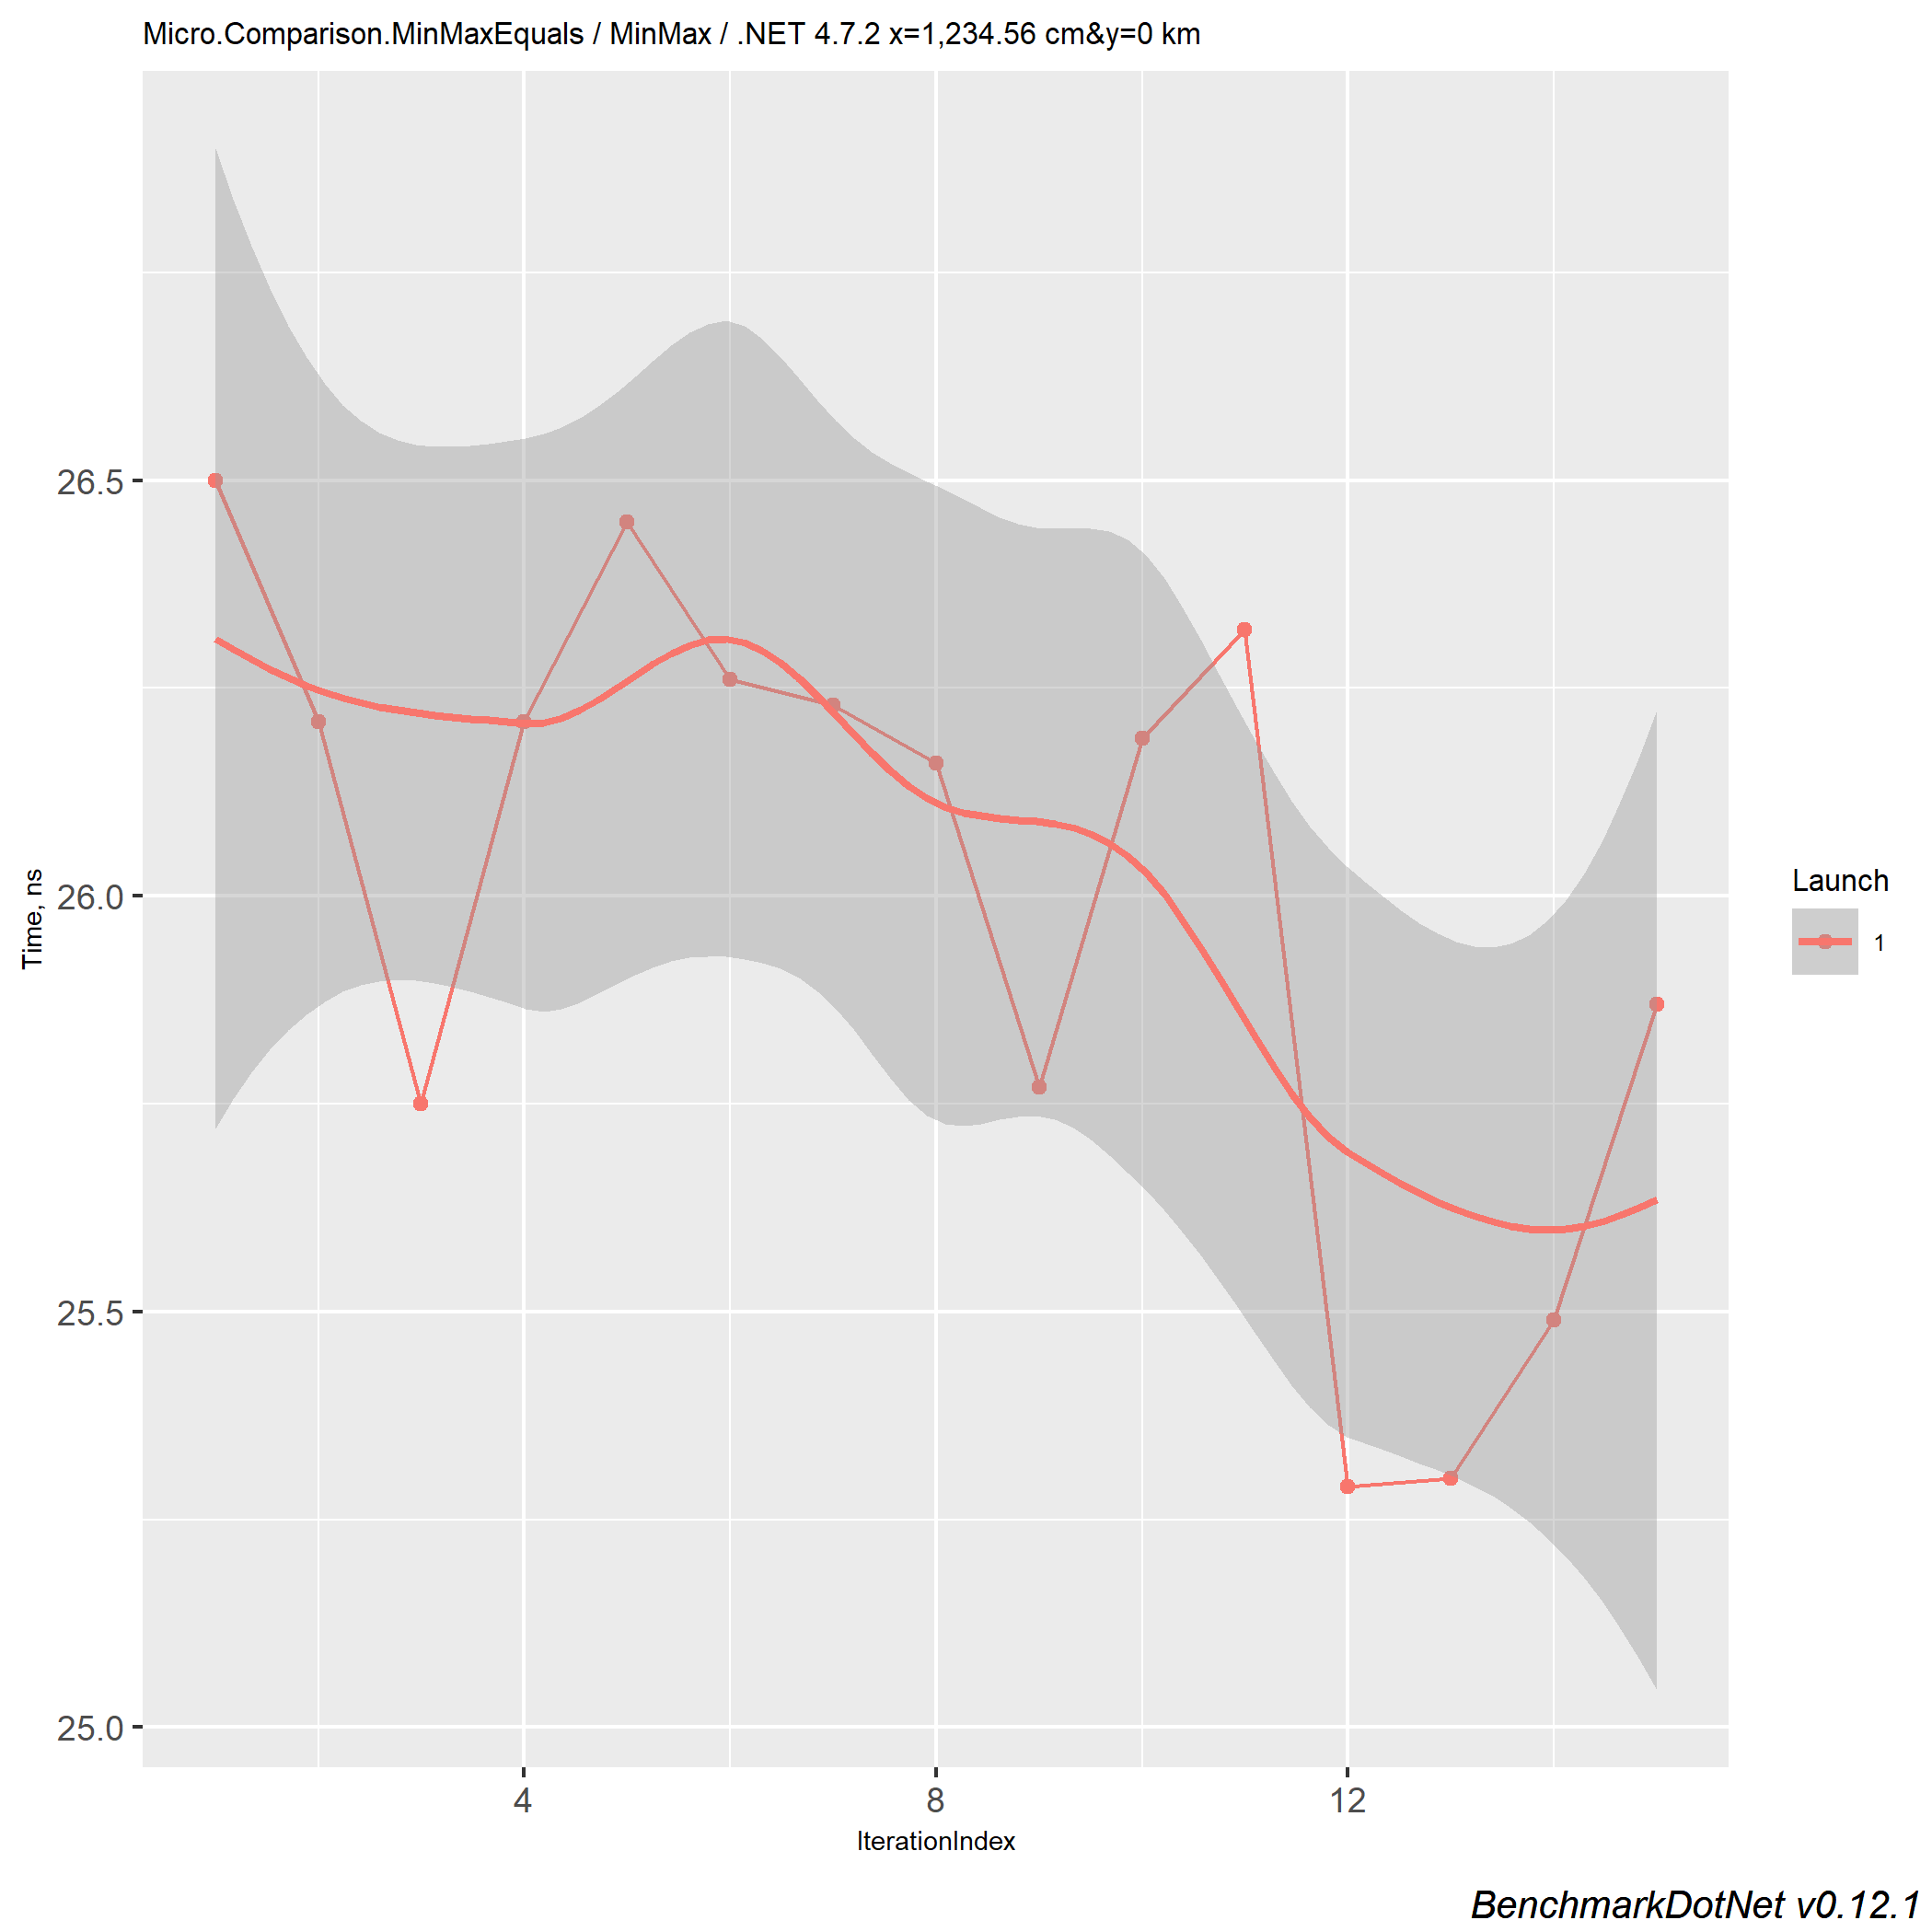 Micro.Comparison.MinMaxEquals / MinMax / .NET 4.7.2 x=1,234.56 cm&y=0 km
Time, ns
26.5
26.0
25.5
25.0
4
8
12
IterationIndex
Launch
1
BenchmarkDotNet v0.12.1